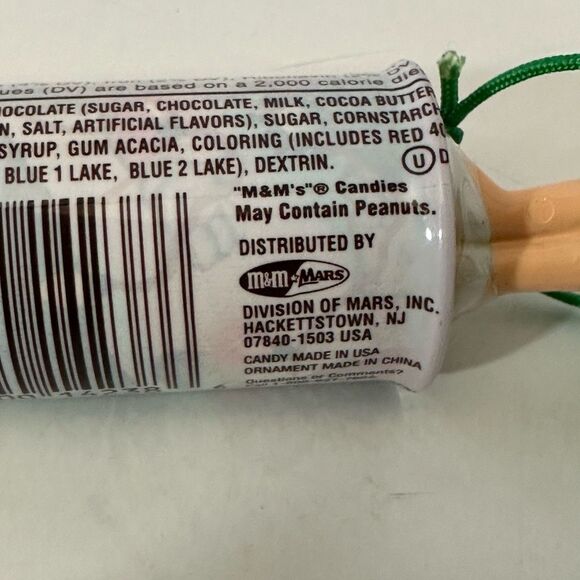 ues (DV) are based on a 2,000 calorie die
OCOLATE (SUGAR, CHOCOLATE, MILK, COCOA BUTTER
N, SALT, ARTIFICIAL FLAVORS), SUGAR, CORNSTARCH
SYRUP, GUM ACACIA, COLORING (INCLUDES RED 40
BLUE 1 LAKE, BLUE 2 LAKE), DEXTRIN. U D
"M&M's"® Candies
May Contain Peanuts.
DISTRIBUTED BY
m&m MARS
DIVISION OF MARS, INC.
HACKETTSTOWN, NJ
07840-1503 USA
CANDY MADE IN USA
ORNAMENT MADE IN CHINA
Questions or Comments?